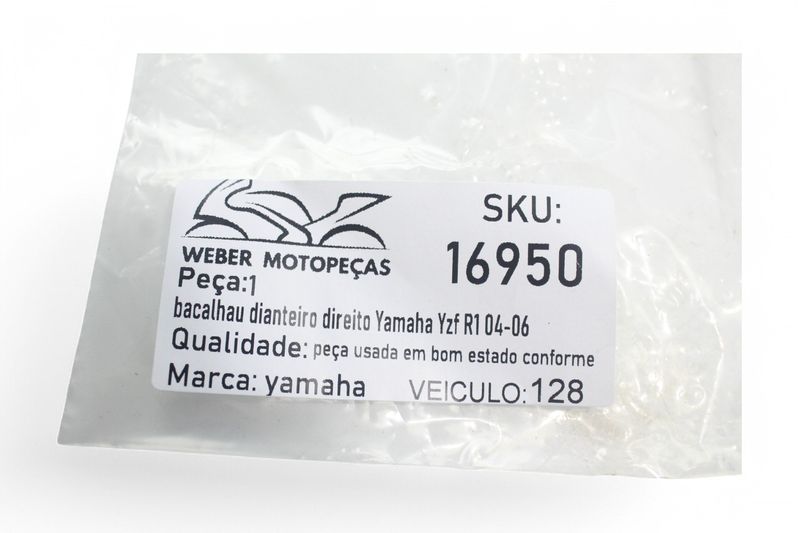 WEBER MOTOPEÇAS
SKU:
16950
Peça:1
bacalhau dianteiro direito Yamaha Yzf R1 04-06
Qualidade: peça usada em bom estado conforme
Marca: yamaha VEICULO: 128